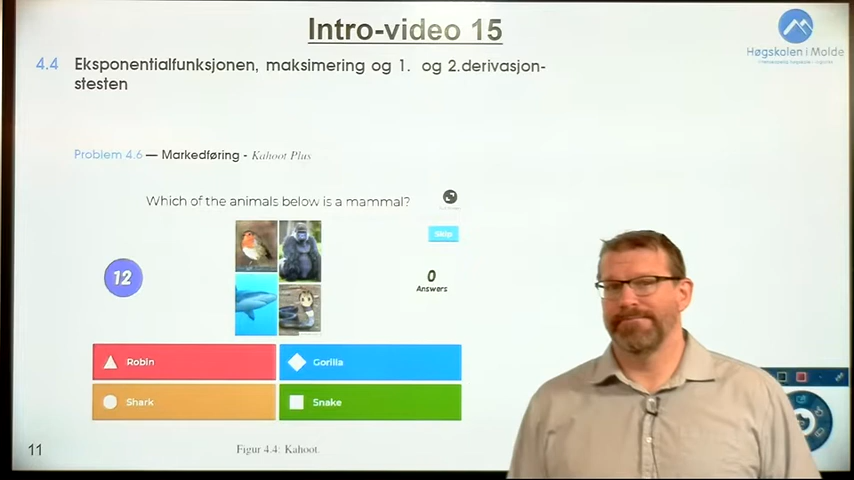 Intro-video 15
Høgskolen i Molde
4.4 Eksponentialfunksjonen, maksimering og 1. og 2.derivasjon-
stesten
Problem 4.6 — Markedføring - Kahoot Plus
Which of the animals below is a mammal?
Skip
12
0
Answers
Robin
Gorilla
Shark
Snake
11
Figur 4.4: Kahoot.